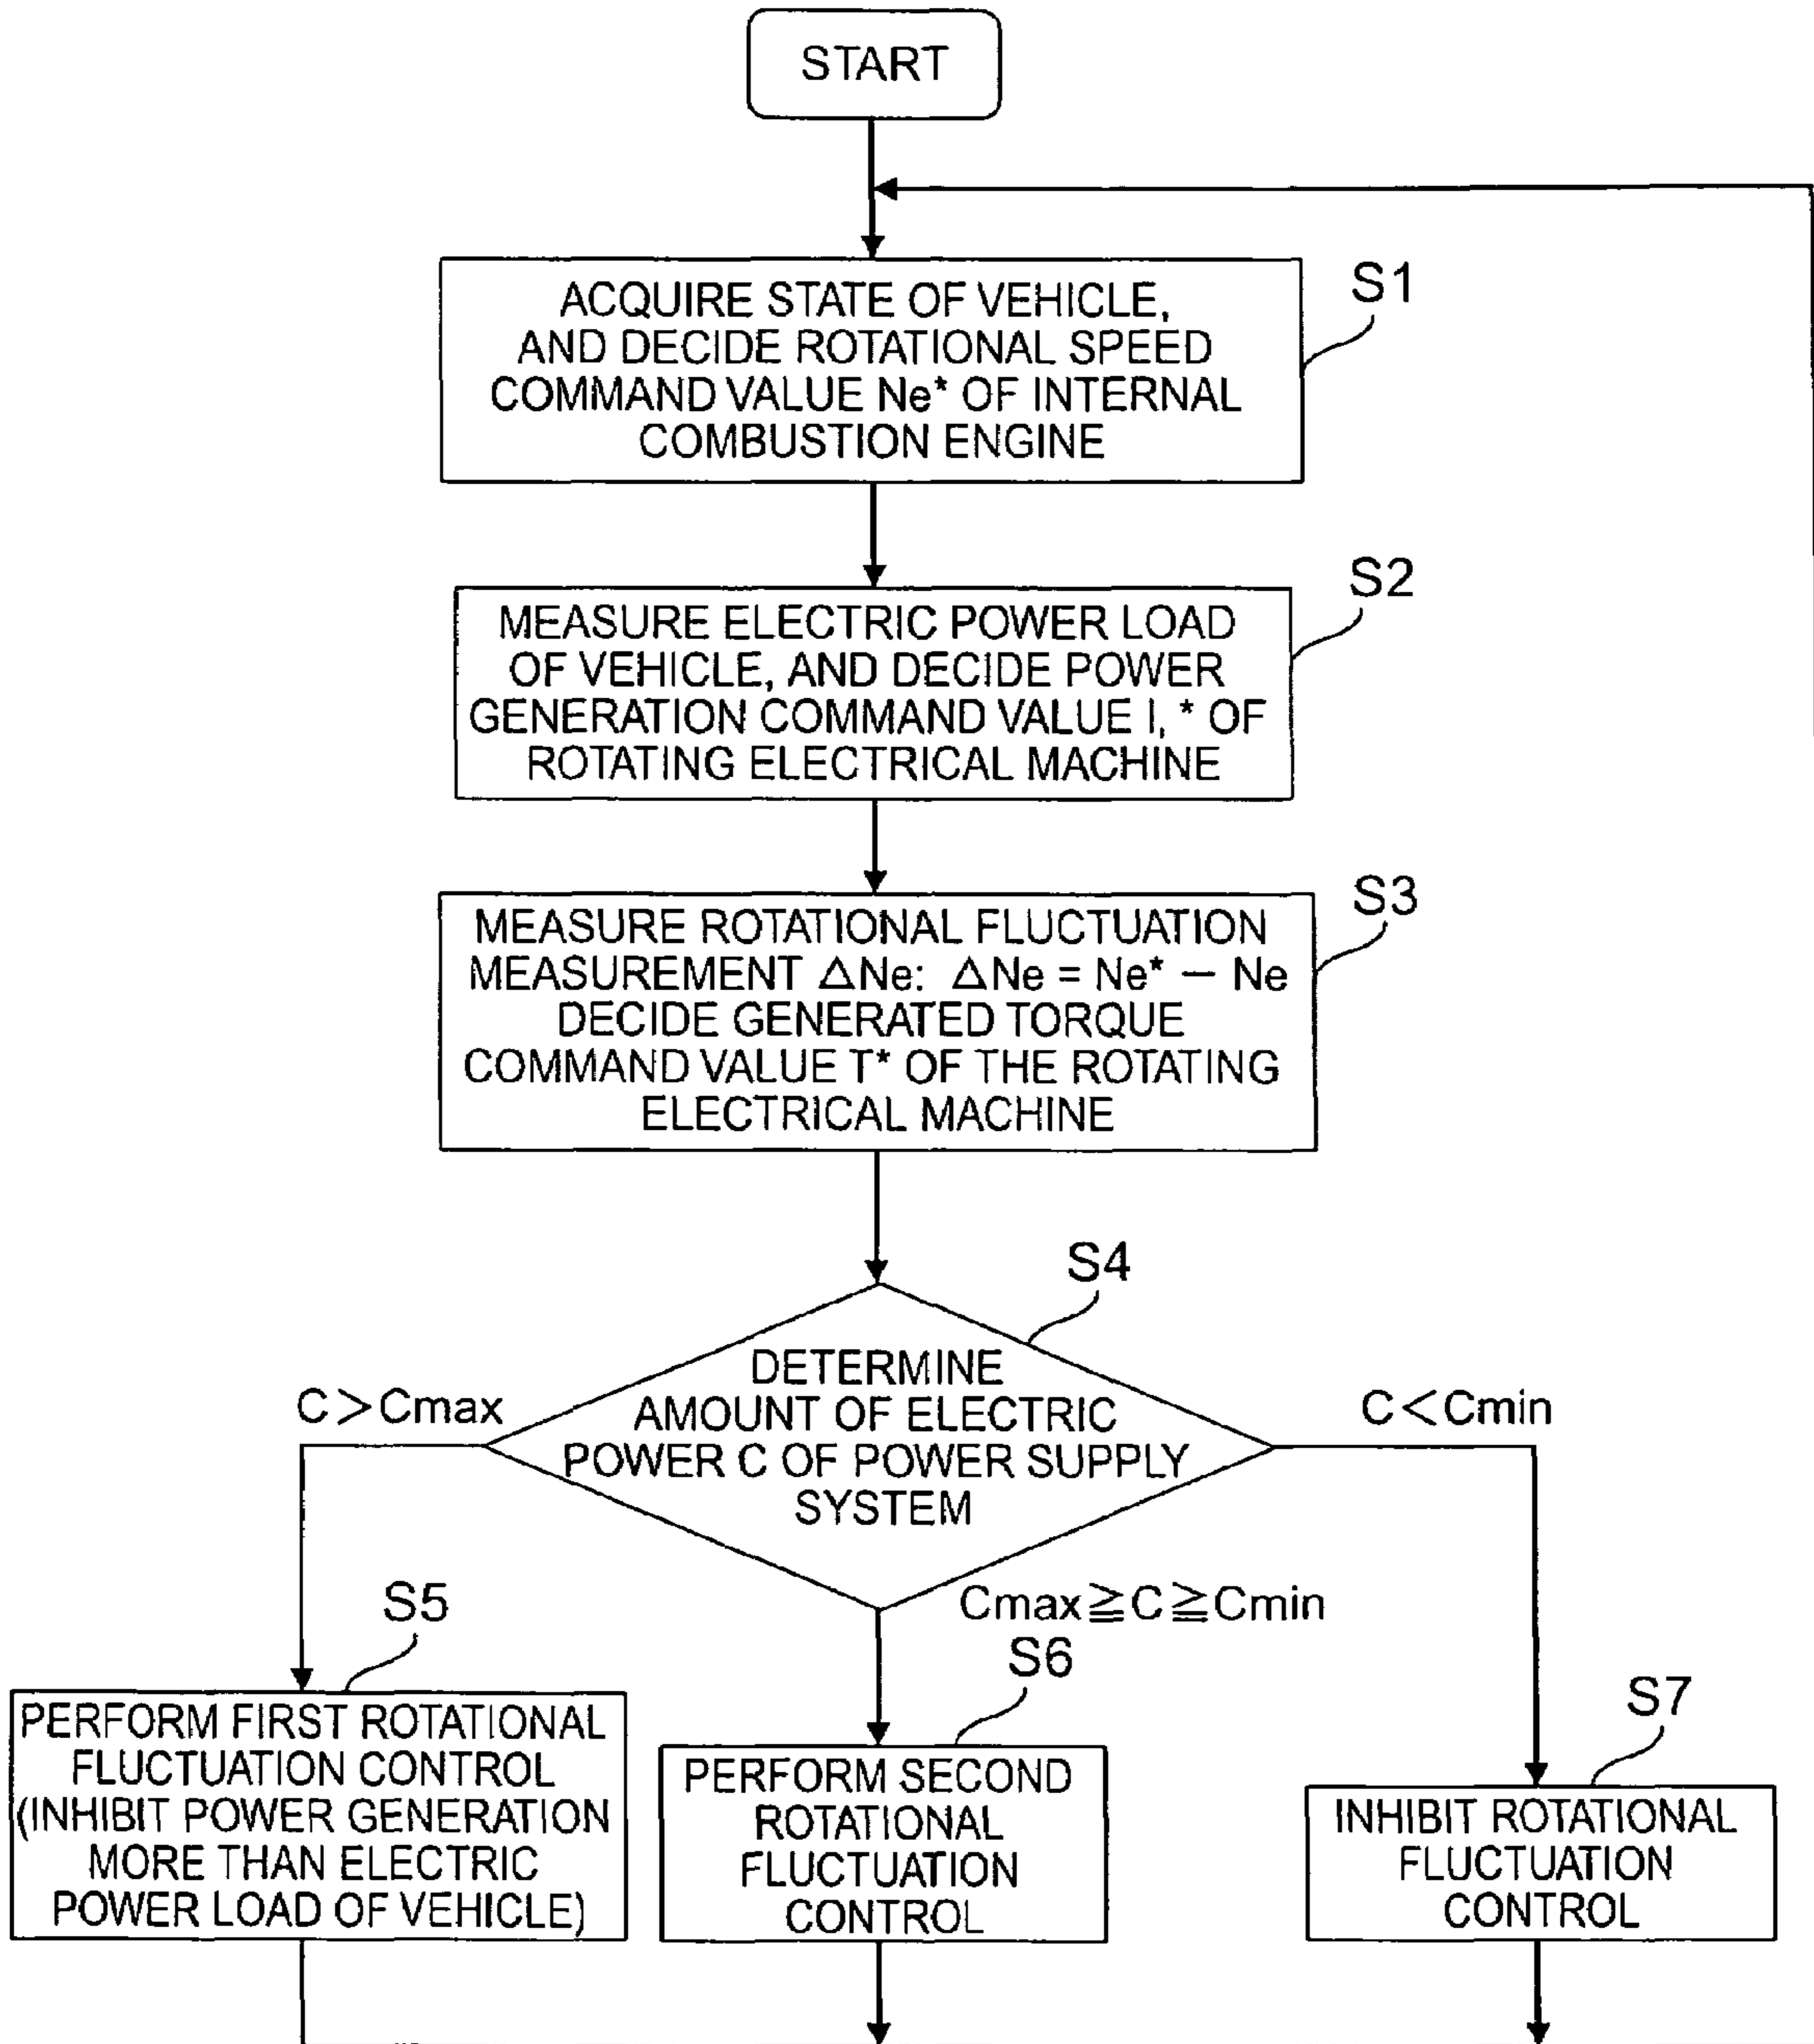 START
S1
ACQUIRE STATE OF VEHICLE,
AND DECIDE ROTATIONAL SPEED
COMMAND VALUE Ne* OF INTERNAL
COMBUSTION ENGINE
S2
MEASURE ELECTRIC POWER LOAD
OF VEHICLE, AND DECIDE POWER
GENERATION COMMAND VALUE I, * OF
ROTATING ELECTRICAL MACHINE
S3
MEASURE ROTATIONAL FLUCTUATION
MEASUREMENT △Ne: △Ne = Ne* — Ne
DECIDE GENERATED TORQUE
COMMAND VALUE T* OF THE ROTATING
ELECTRICAL MACHINE
S4
DETERMINE
AMOUNT OF ELECTRIC
POWER C OF POWER SUPPLY
SYSTEM
C>Cmax
C<Cmin
Cmax≧C≧Cmin
S5
PERFORM FIRST ROTATIONAL
FLUCTUATION CONTROL
(INHIBIT POWER GENERATION
MORE THAN ELECTRIC
POWER LOAD OF VEHICLE)
S6
PERFORM SECOND
ROTATIONAL
FLUCTUATION
CONTROL
S7
INHIBIT ROTATIONAL
FLUCTUATION
CONTROL